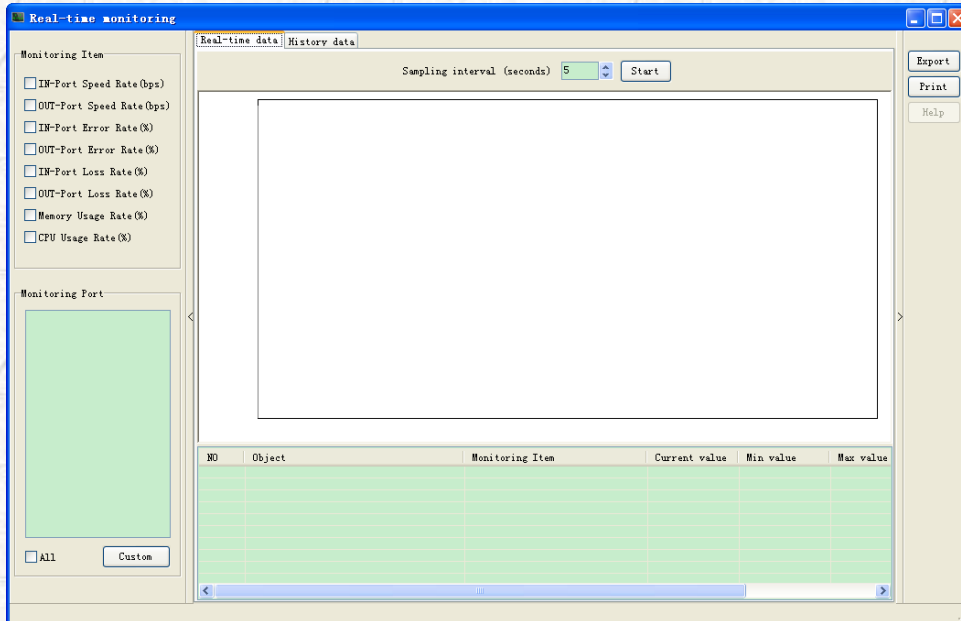 Real-time monitoring
Monitoring Item
IN-Port Speed Rate(bps)
OUT-Port Speed Rate(bps)
IN-Port Error Rate(%)
OUT-Port Error Rate(%)
IN-Port Loss Rate(%)
OUT-Port Loss Rate(%)
Memory Usage Rate(%)
CPU Usage Rate(%)
Monitoring Port
All
Custom
Real-time data History data
Sampling interval (seconds) 5 Start
NO Object Monitoring Item Current value Min value Max value
Export
Print
Help